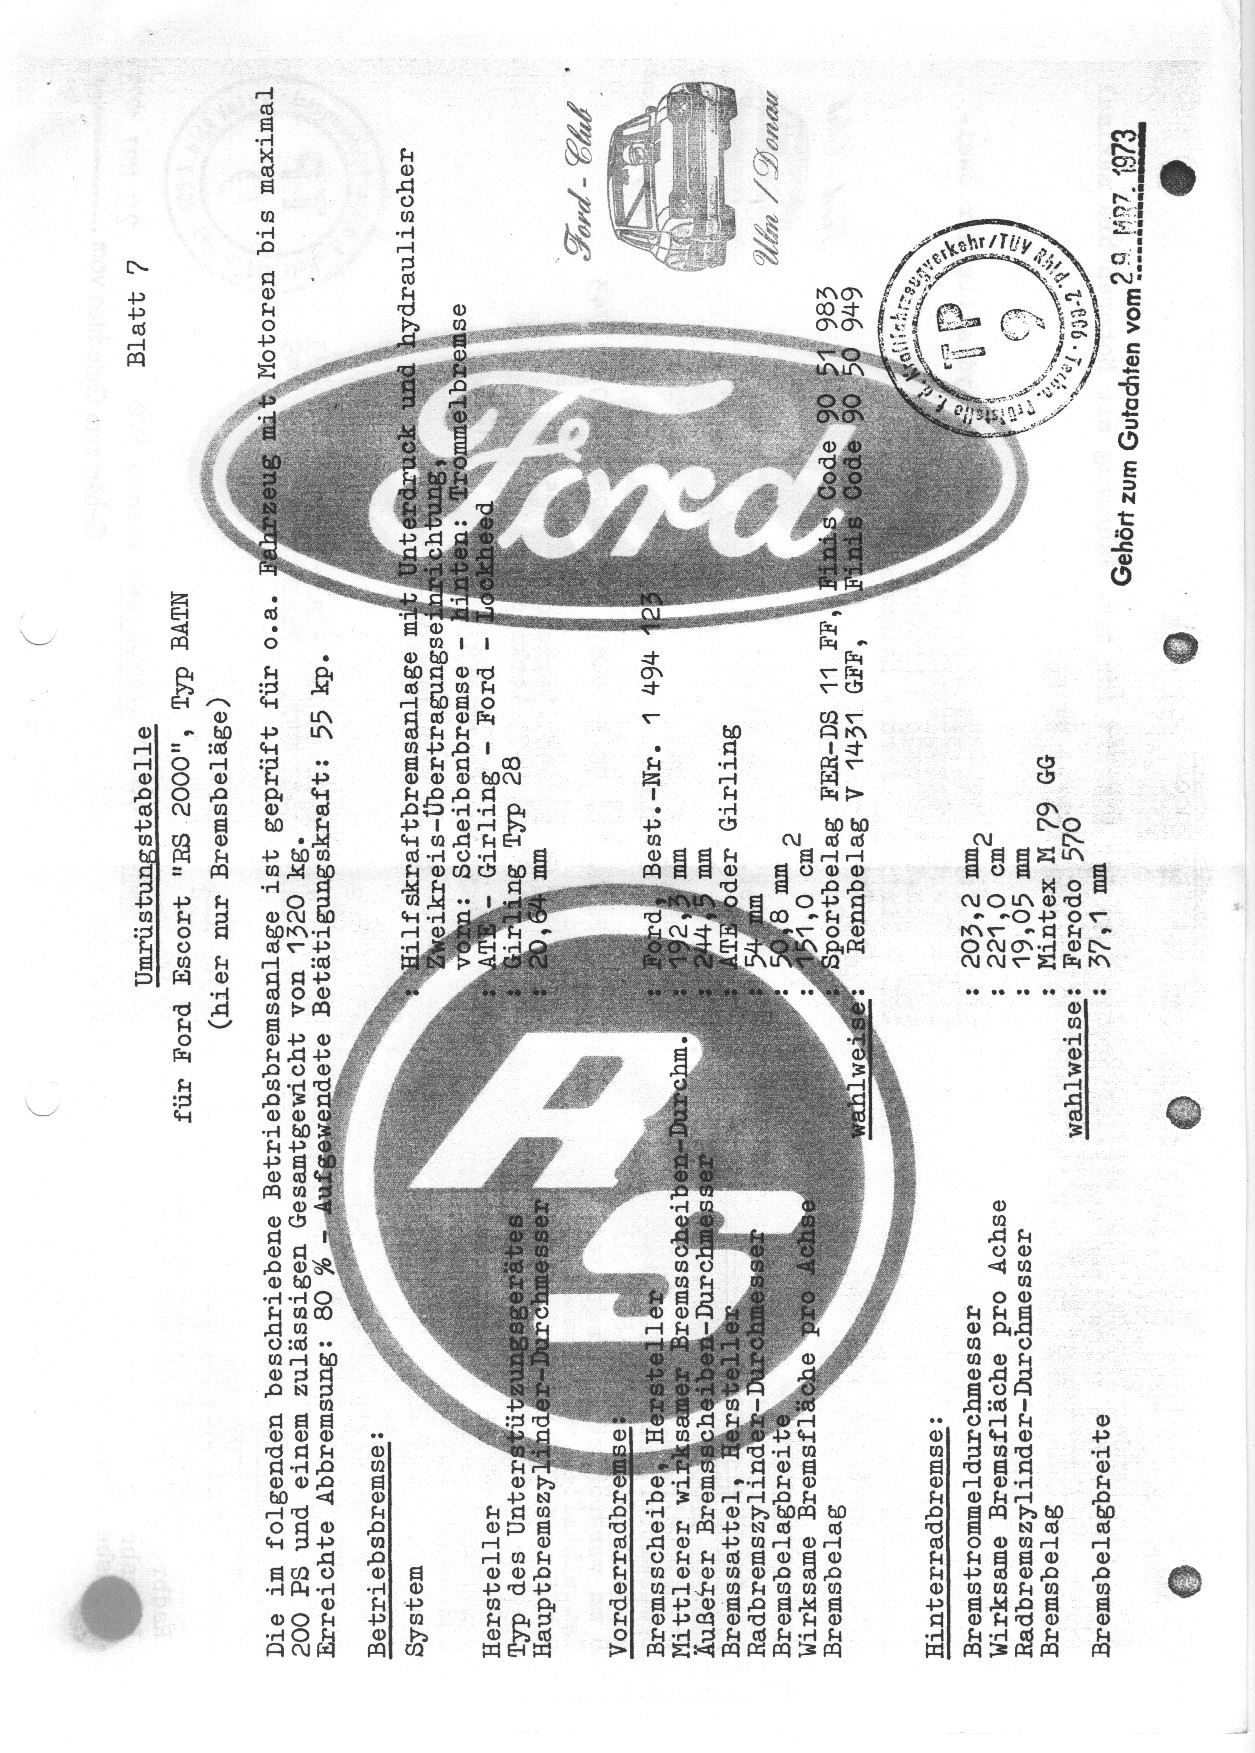 Blatt 7
Umrüstungstabelle
für Ford Escort "RS 2000", Typ BATN
(hier nur Bremsbeläge)
Die im folgenden beschriebene Betriebsbremsanlage ist geprüft für o.a. Fahrzeug mit Motoren bis maximal
200 PS und einem zulässigen Gesamtgewicht von 1320 kg.
Erreichte Abbremsung: 80 % - Aufgewendete Betätigungskraft: 55 kp.
Betriebsbremse:
System : Hilfskraftbremsanlage mit Unterdruck und hydraulischer
Zweikreis-Übertragungseinrichtung,
vorn: Scheibenbremse - hinten: Trommelbremse
Hersteller : ATE - Girling - Ford - Lockheed
Typ des Unterstützungsgerätes : Girling Typ 28
Hauptbremszylinder-Durchmesser : 20,64 mm
Vorderradbremse:
Bremsscheibe, Hersteller : Ford, Best.-Nr. 1 494 123
Mittlerer wirksamer Bremsscheiben-Durchm. : 192,3 mm
Äußerer Bremsscheiben-Durchmesser : 244,5 mm
Bremssattel, Hersteller : ATE oder Girling
Radbremszylinder-Durchmesser : 54 mm
Bremsbelagbreite : 50,8 mm
Wirksame Bremsfläche pro Achse : 151,0 cm2
Bremsbelag : Sportbelag FER-DS 11 FF, Finis Code 90 51 983
wahlweise: Rennbelag V 1431 GFF, Finis Code 90 50 949
Hinterradbremse:
Bremstrommeldurchmesser : 203,2 mm
Wirksame Bremsfläche pro Achse : 221,0 cm2
Radbremszylinder-Durchmesser : 19,05 mm
Bremsbelag : Mintex M 79 GG
wahlweise: Ferodo 570
Bremsbelagbreite : 37,1 mm
Ford - Club
Ulm / Donau
Ford
RS
Techn. Prüfstelle f. d. Kraftfahrzeugverkehr/TÜV Rhld.
TP
9
Gehört zum Gutachten vom 29. MRZ. 1973